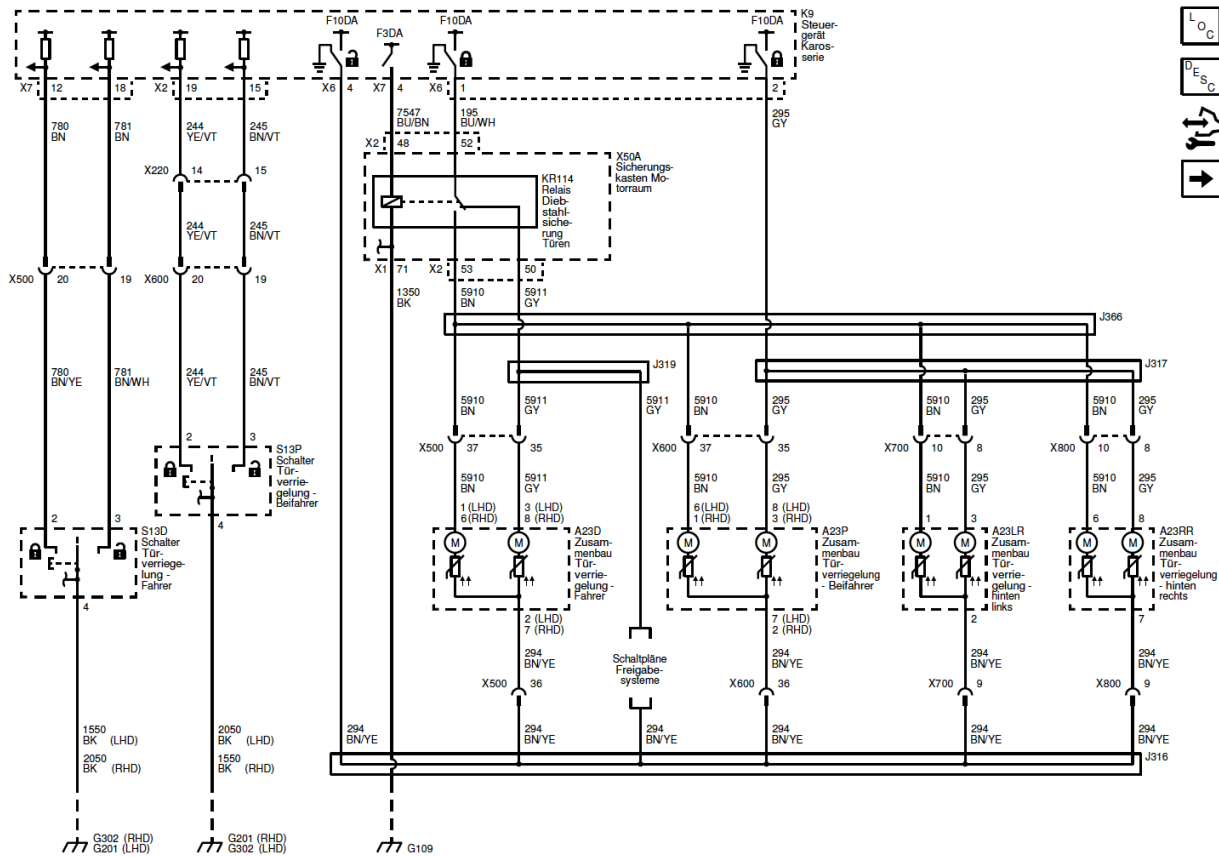 F10DA
F3DA
F10DA
F10DA
K9
Steuer-
gerät
Karos-
serie
L
O
C
D
E
S
C
X7 12 18 X2 19 15 X6 4 X7 4 X6 1 2
780
BN
781
BN
244
YE/VT
245
BN/VT
7547
BU/BN
195
BU/WH
295
GY
X2 48 52
X50A
Sicherungs-
kasten Mo-
torraum
X220 14 15
KR114
Relais
Dieb-
stahl-
siche-
rung
Türen
244
YE/VT
245
BN/VT
X500 20 19 X600 20 19
X1 71 X2 53 50
1350
BK
5910
BN
5911
GY
J366
J319
J317
780
BN/YE
781
BN/WH
244
YE/VT
245
BN/VT
5910
BN
5911
GY
5911
GY
5910
BN
295
GY
5910
BN
295
GY
5910
BN
295
GY
X500 37 35 X600 37 35 X700 10 8 X800 10 8
5910
BN
5911
GY
5910
BN
295
GY
5910
BN
295
GY
5910
BN
295
GY
2 3
S13P
Schalter
Tür-
verrie-
gelung -
Beifahrer
4
2 3
S13D
Schalter
Tür-
verriege-
lung -
Fahrer
4
1 (LHD)
6 (RHD)
3 (LHD)
8 (RHD)
M M
A23D
Zusam-
menbau
Tür-
verrie-
gelung -
Fahrer
2 (LHD)
7 (RHD)
6 (LHD)
1 (RHD)
8 (LHD)
3 (RHD)
M M
A23P
Zusam-
menbau
Tür-
verriegelung
- Beifahrer
7 (LHD)
2 (RHD)
1 3
M M
A23LR
Zusam-
menbau
Tür-
verrie-
gelung -
hinten
links
2
6 8
M M
A23RR
Zusam-
menbau
Tür-
verriegelung
- hinten
rechts
7
Schaltpläne
Freigabe-
systeme
294
BN/YE
294
BN/YE
294
BN/YE
294
BN/YE
X500 36 X600 36 X700 9 X800 9
1550
BK (LHD)
2050
BK (RHD)
2050
BK (LHD)
1550
BK (RHD)
294
BN/YE
294
BN/YE
294
BN/YE
294
BN/YE
294
BN/YE
294
BN/YE
J316
G302 (RHD)
G201 (LHD)
G201 (RHD)
G302 (LHD)
G109